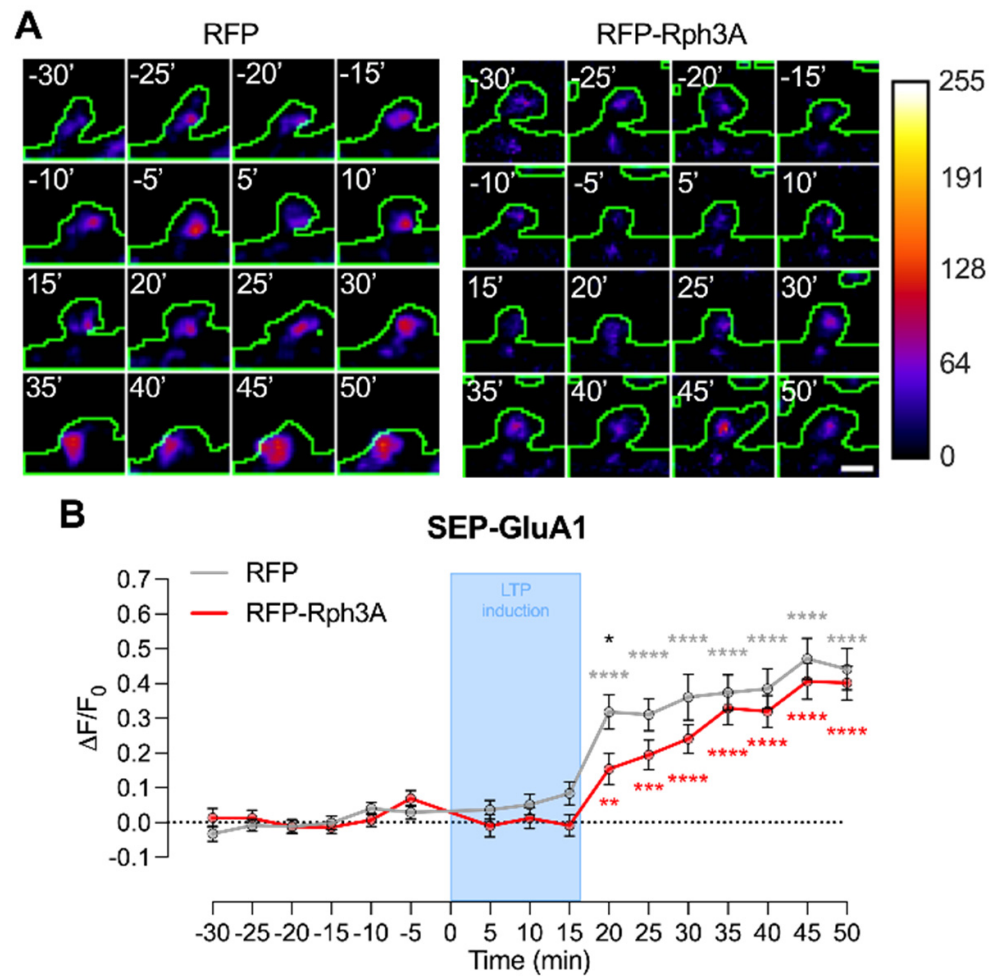 A
RFP
RFP-Rph3A
-30’ -25’ -20’ -15’
-10’ -5’ 5’ 10’
15’ 20’ 25’ 30’
35’ 40’ 45’ 50’
-30’ -25’ -20’ -15’
-10’ -5’ 5’ 10’
15’ 20’ 25’ 30’
35’ 40’ 45’ 50’
255
191
128
64
0
B
SEP-GluA1
RFP
RFP-Rph3A
LTP
induction
ΔF/F0
0.7
0.6
0.5
0.4
0.3
0.2
0.1
0.0
-0.1
* **** **** **** **** **** **** ****
** *** **** **** **** **** ****
-30 -25 -20 -15 -10 -5 0 5 10 15 20 25 30 35 40 45 50
Time (min)